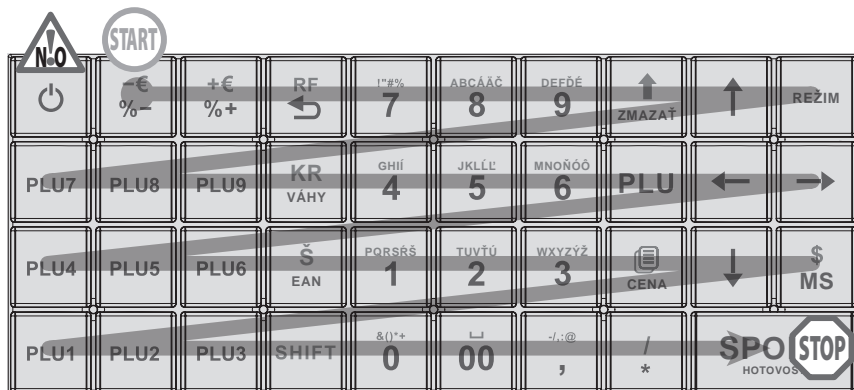 START
N!O
-€ +€ RF !"#% ABCÁÄČ DEFĎÉ
%- %+ 7 8 9 ZMAZAŤ REŽIM
KR GHIÍ JKLĹĽ MNOŇÓÔ
PLU7 PLU8 PLU9 VÁHY 4 5 6 PLU
Š PQRSŔŠ TUVŤÚ WXYZÝŽ $
PLU4 PLU5 PLU6 EAN 1 2 3 CENA MS
&()*+ -/,:@ /
PLU1 PLU2 PLU3 SHIFT 0 00 , * SPO STOP
HOTOVOS